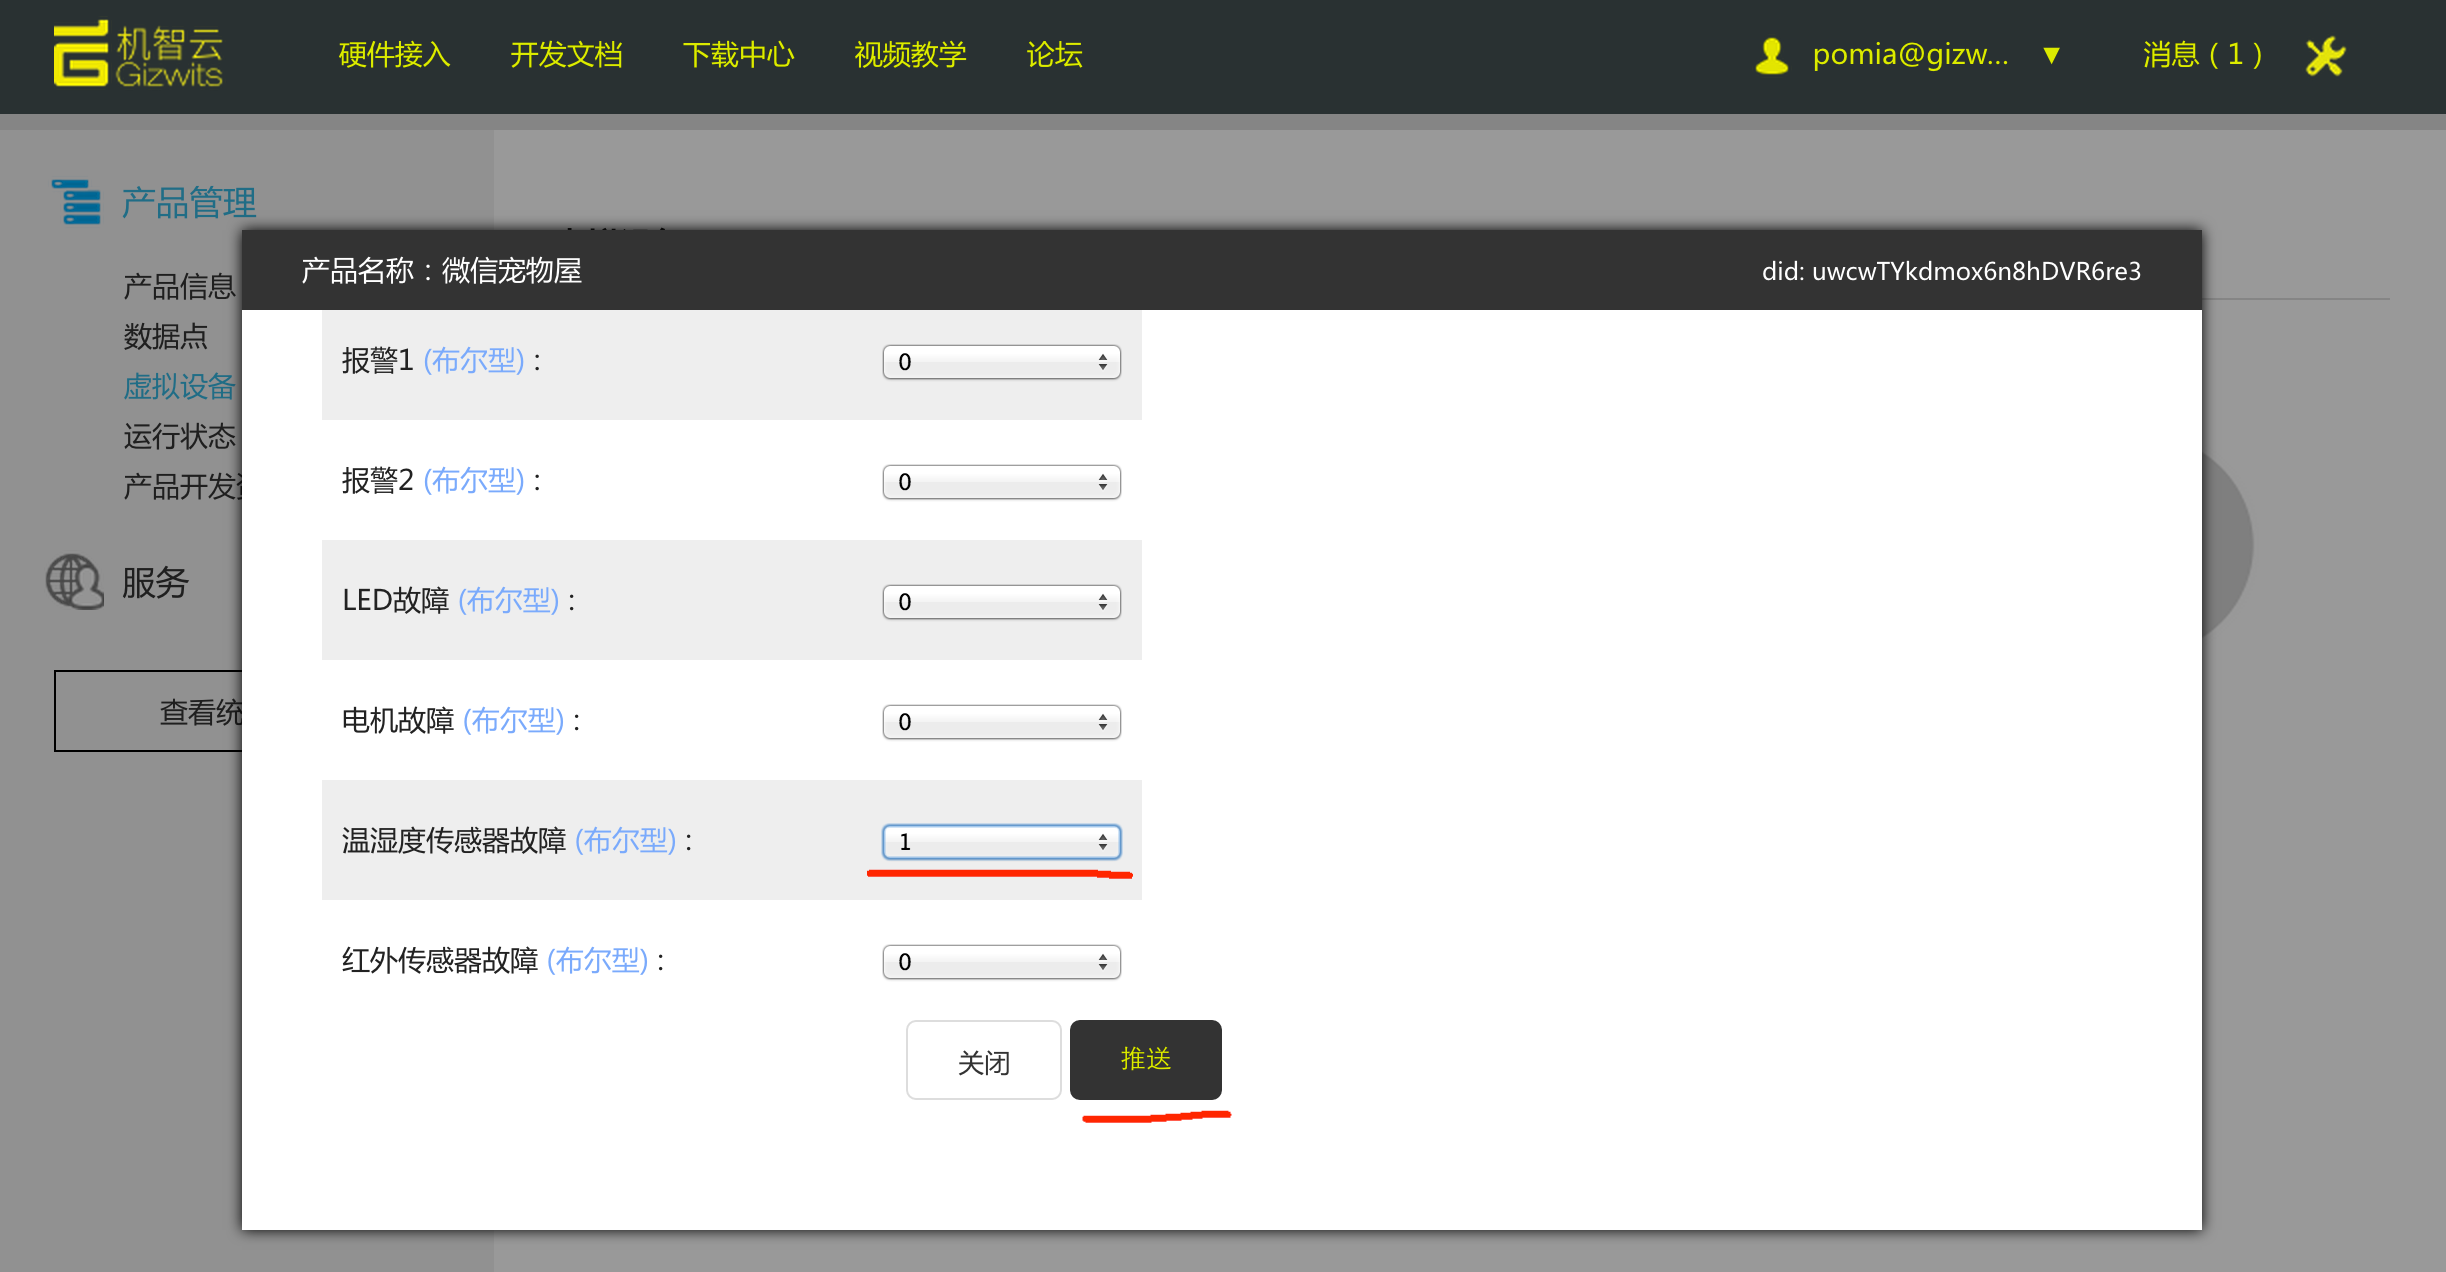 机智云
Gizwits
硬件接入 开发文档 下载中心 视频教学 论坛 pomia@gizw... ▼ 消息 ( 1 )
产品管理
产品信息
数据点
虚拟设备
运行状态
产品开发
服务
查看统
产品名称：微信宠物屋 did: uwcwTYkdmox6n8hDVR6re3
报警1 (布尔型)： 0
报警2 (布尔型)： 0
LED故障 (布尔型)： 0
电机故障 (布尔型)： 0
温湿度传感器故障 (布尔型)： 1
红外传感器故障 (布尔型)： 0
关闭 推送